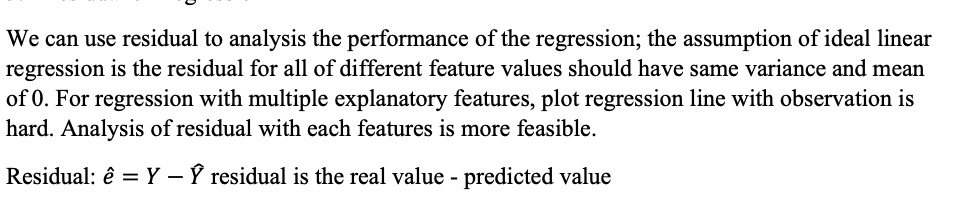 We can use residual to analysis the performance of the regression; the assumption of ideal linear
regression is the residual for all of different feature values should have same variance and mean
of 0. For regression with multiple explanatory features, plot regression line with observation is
hard. Analysis of residual with each features is more feasible.
Residual: ê = Y − Ŷ residual is the real value - predicted value